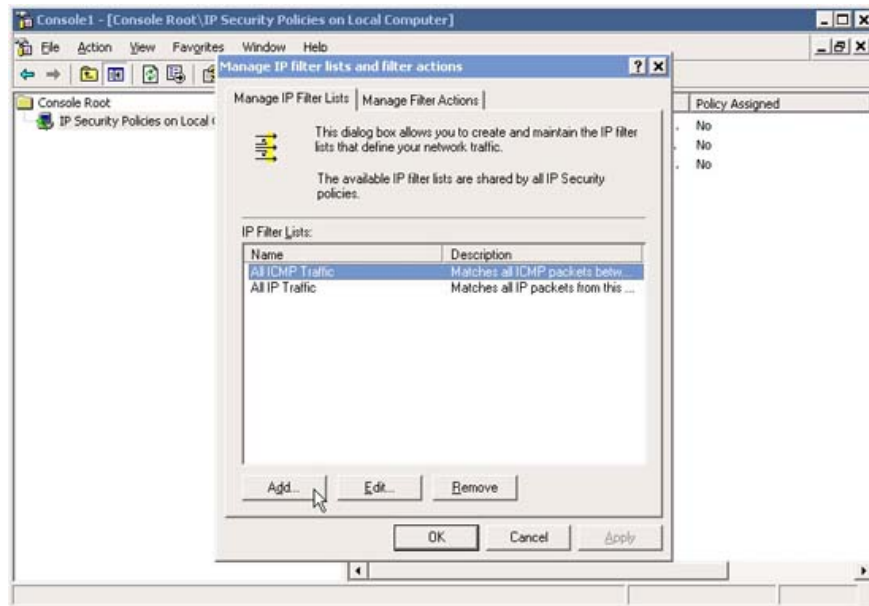 Console1 - [Console Root\IP Security Policies on Local Computer]
File Action View Favorites Window Help
Manage IP filter lists and filter actions
Console Root
IP Security Policies on Local
Policy Assigned
No
No
No
Manage IP Filter Lists
Manage Filter Actions
This dialog box allows you to create and maintain the IP filter
lists that define your network traffic.
The available IP filter lists are shared by all IP Security
policies.
IP Filter Lists:
Name Description
All ICMP Traffic Matches all ICMP packets betw...
All IP Traffic Matches all IP packets from this ...
Add... Edit... Remove
OK Cancel Apply